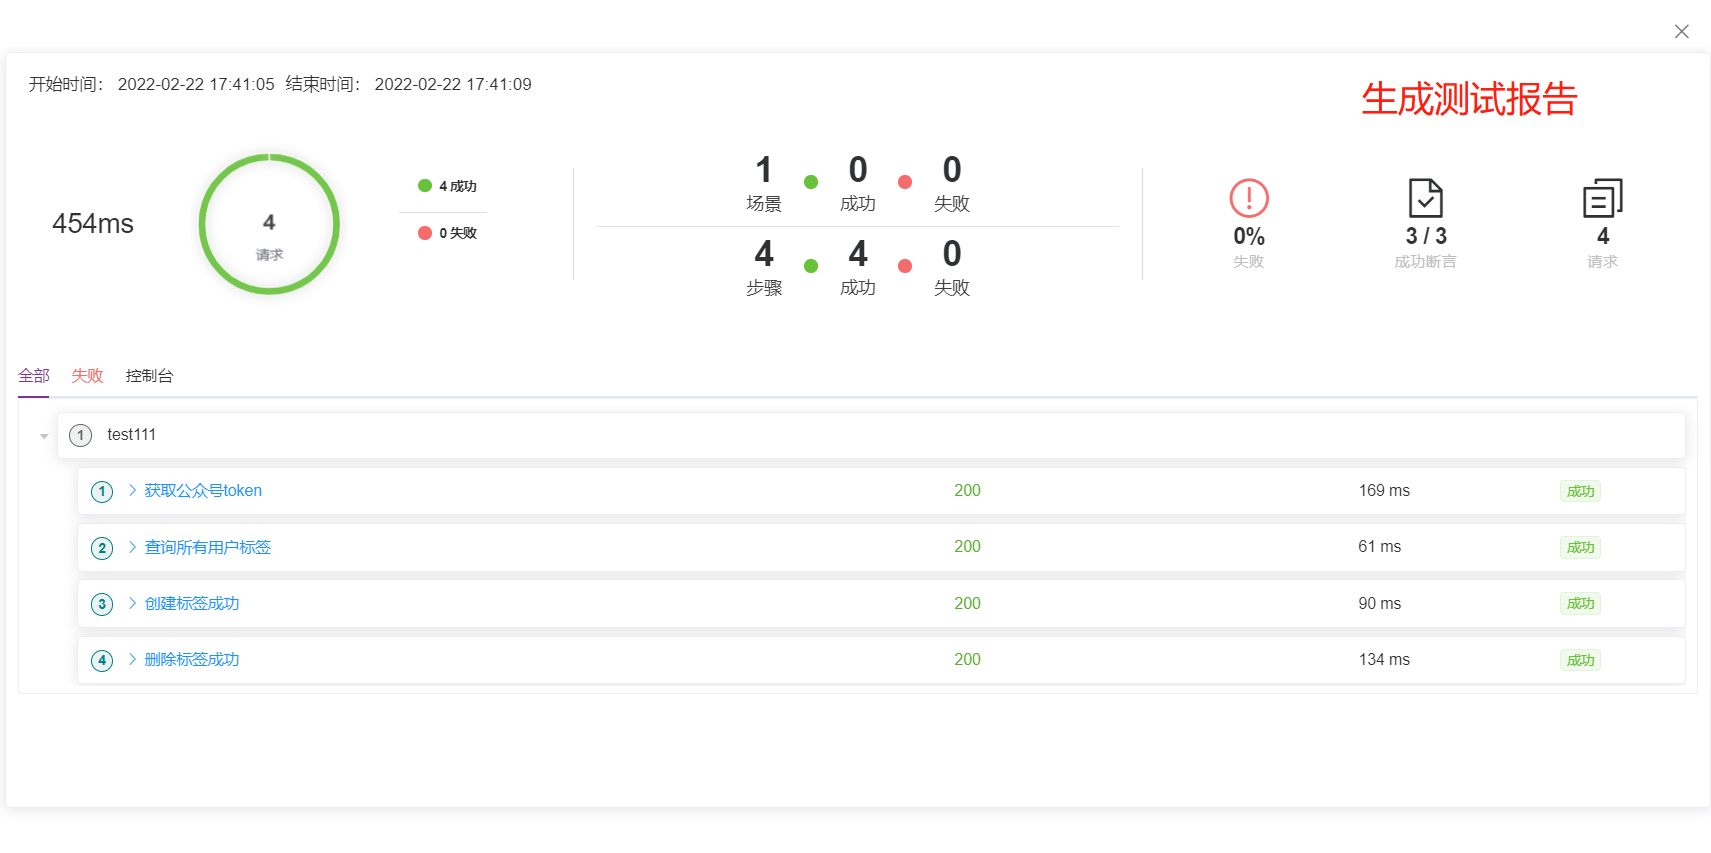 开始时间： 2022-02-22 17:41:05 结束时间： 2022-02-22 17:41:09
生成测试报告
454ms
4
请求
4 成功
0 失败
1 0 0
场景 成功 失败
4 4 0
步骤 成功 失败
0% 3 / 3 4
失败 成功断言 请求
全部 失败 控制台
1 test111
1 获取公众号token 200 169 ms 成功
2 查询所有用户标签 200 61 ms 成功
3 创建标签成功 200 90 ms 成功
4 删除标签成功 200 134 ms 成功